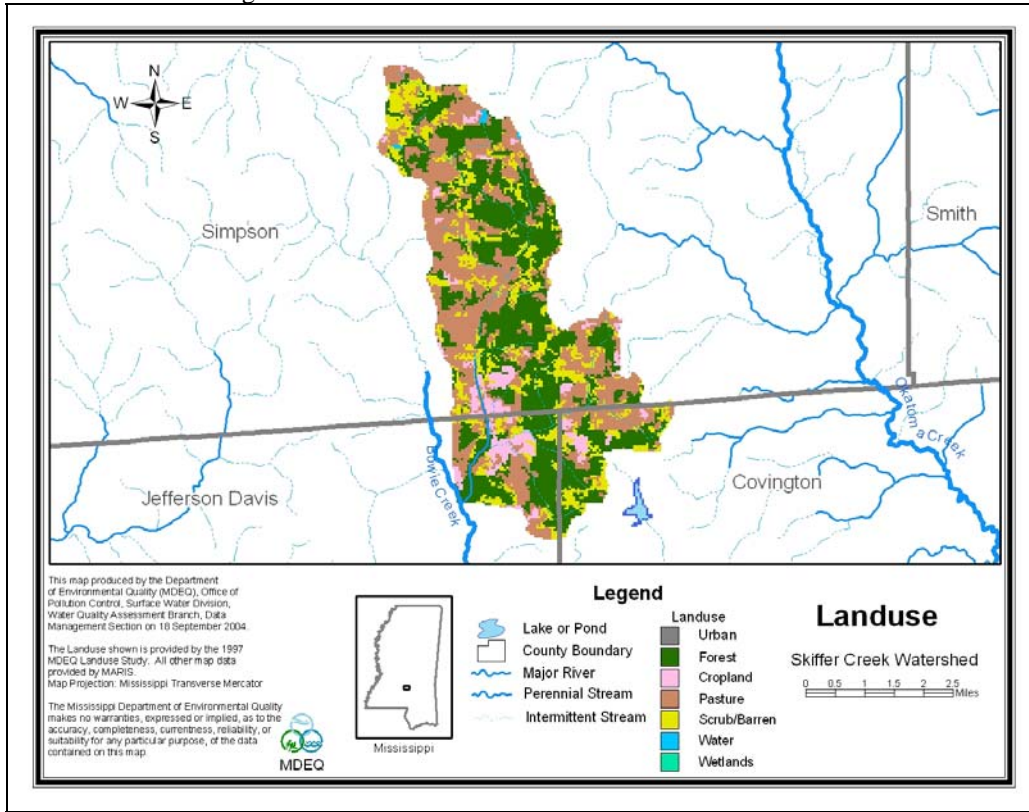 N
W E
S
Simpson
Smith
Okatoma Creek
Bowie Creek
Jefferson Davis
Covington
This map produced by the Department
of Environmental Quality (MDEQ), Office of
Pollution Control, Surface Water Division,
Water Quality Assessment Branch, Data
Management Section on 18 September 2004.
The Landuse shown is provided by the 1997
MDEQ Landuse Study. All other map data
provided by MARIS.
Map Projection: Mississippi Transverse Mercator
The Mississippi Department of Environmental Quality
makes no warranties, expressed or implied, as to the
accuracy, completeness, currentness, reliability, or
suitability for any particular purpose, of the data
contained on this map.
MDEQ
Mississippi
Legend
Lake or Pond
County Boundary
Major River
Perennial Stream
Intermittent Stream
Landuse
Urban
Forest
Cropland
Pasture
Scrub/Barren
Water
Wetlands
Landuse
Skiffer Creek Watershed
0 0.5 1 1.5 2 2.5
Miles